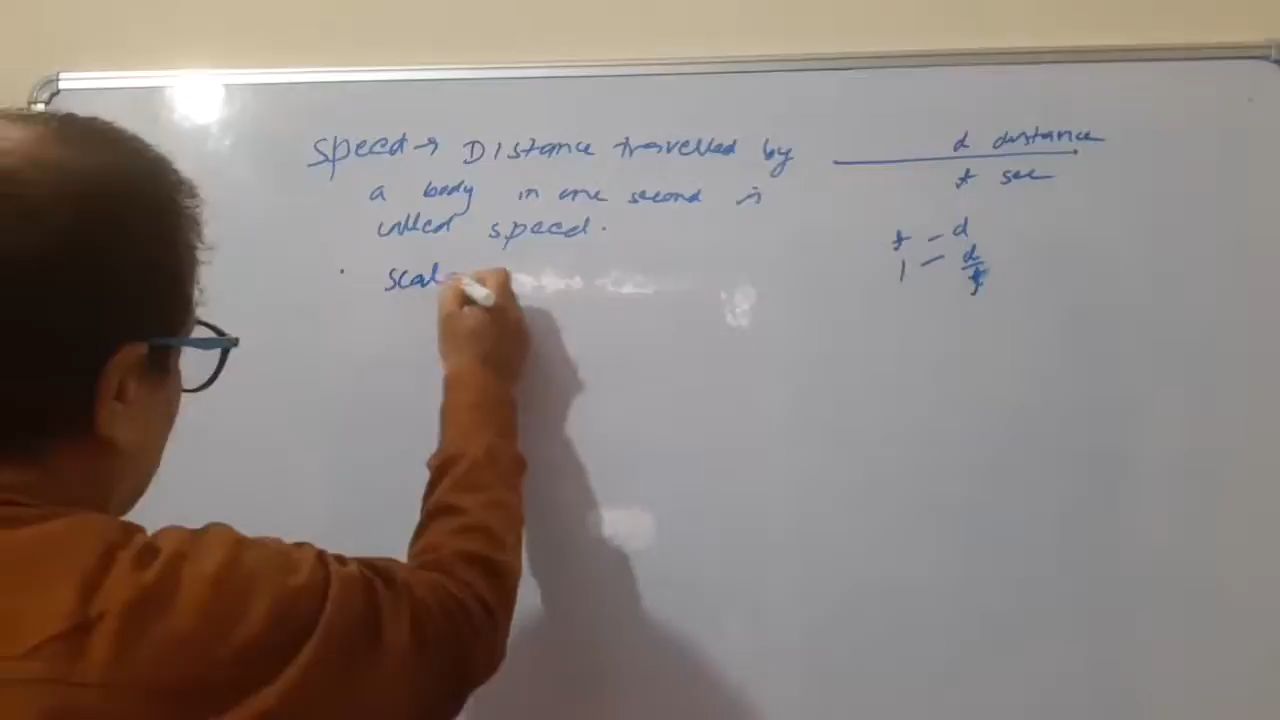 speed → Distance travelled by
a body in one second is
called speed.
· scal
d distance
t sec
t – d
1 – d/t